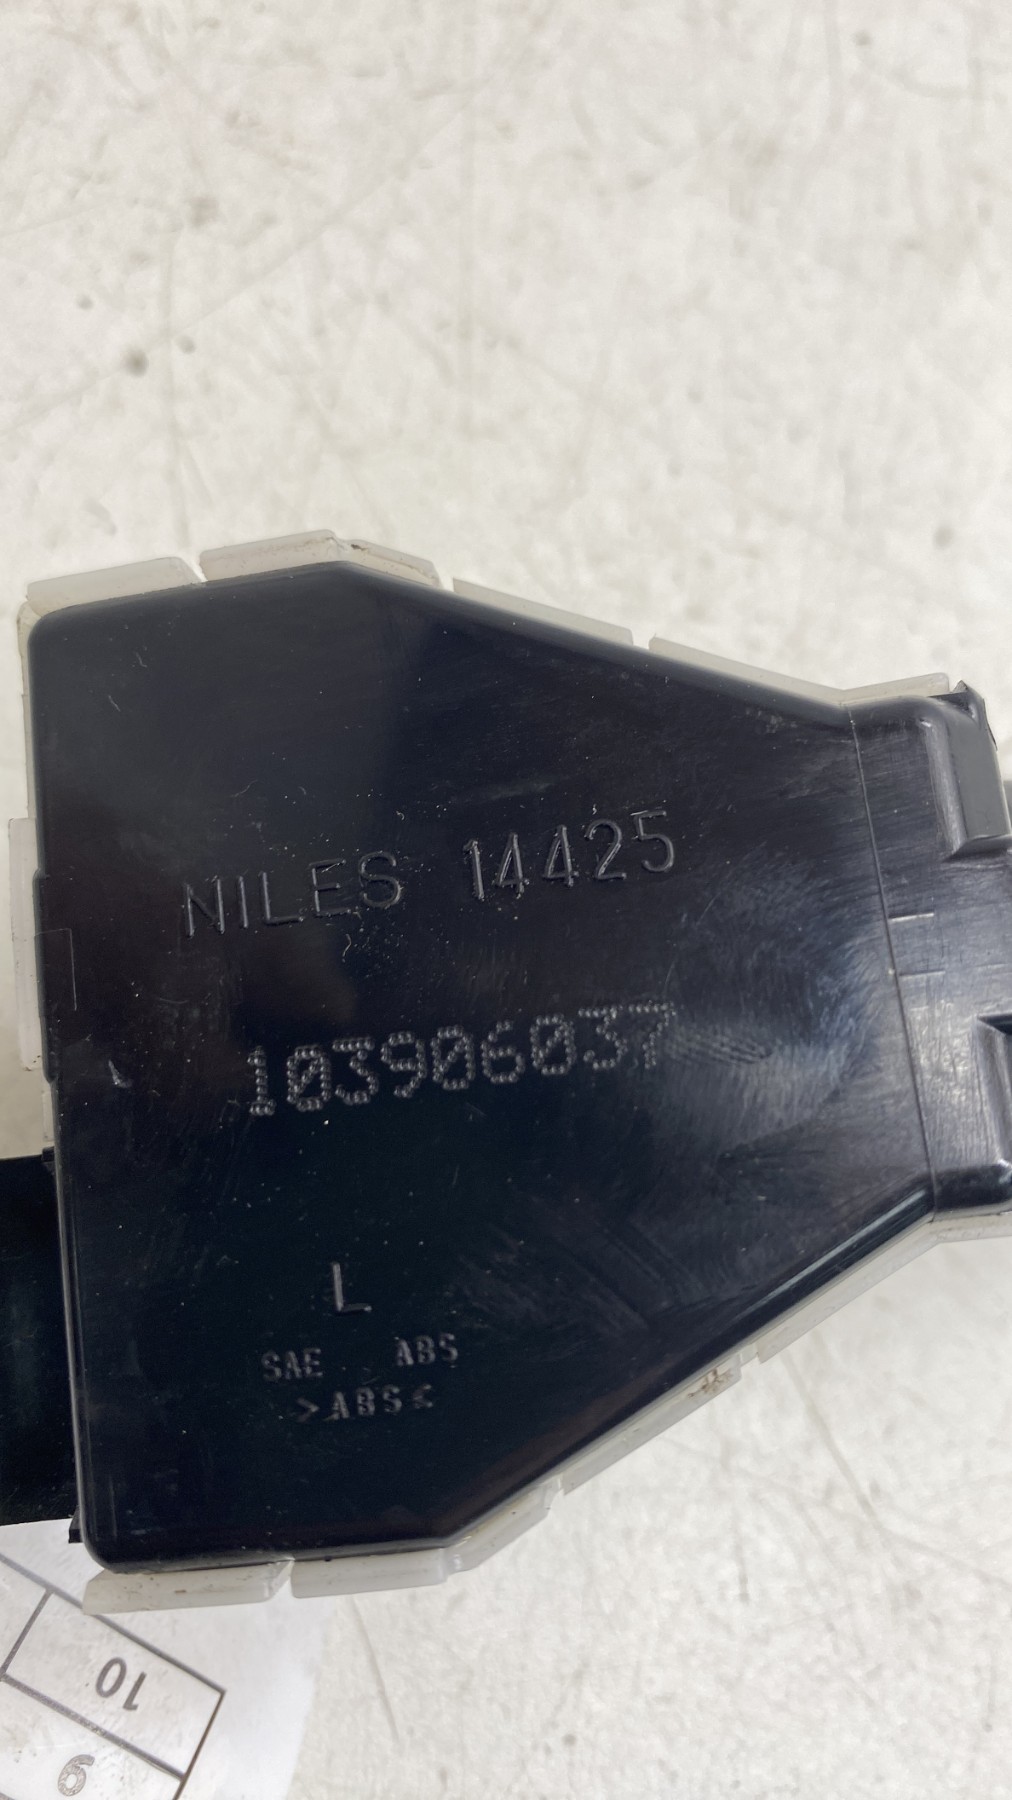 NILES 14425
103906037
L
SAE ABS
>ABS<
10
9